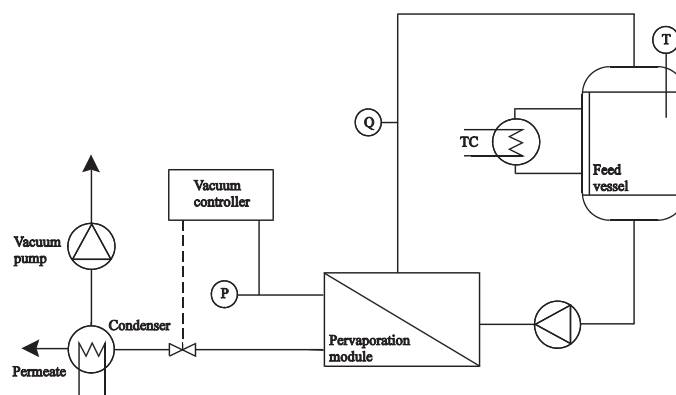 T
Q
TC
Feed
vessel
Vacuum
controller
Vacuum
pump
P
Condenser
Pervaporation
module
Permeate